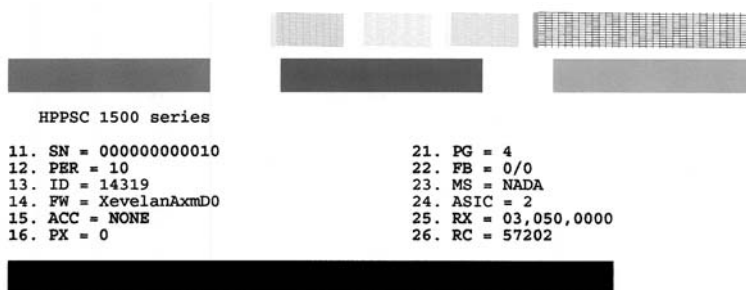 HPPSC 1500 series
11. SN = 000000000010
12. PER = 10
13. ID = 14319
14. FW = XevelanAxmD0
15. ACC = NONE
16. PX = 0
21. PG = 4
22. FB = 0/0
23. MS = NADA
24. ASIC = 2
25. RX = 03,050,0000
26. RC = 57202